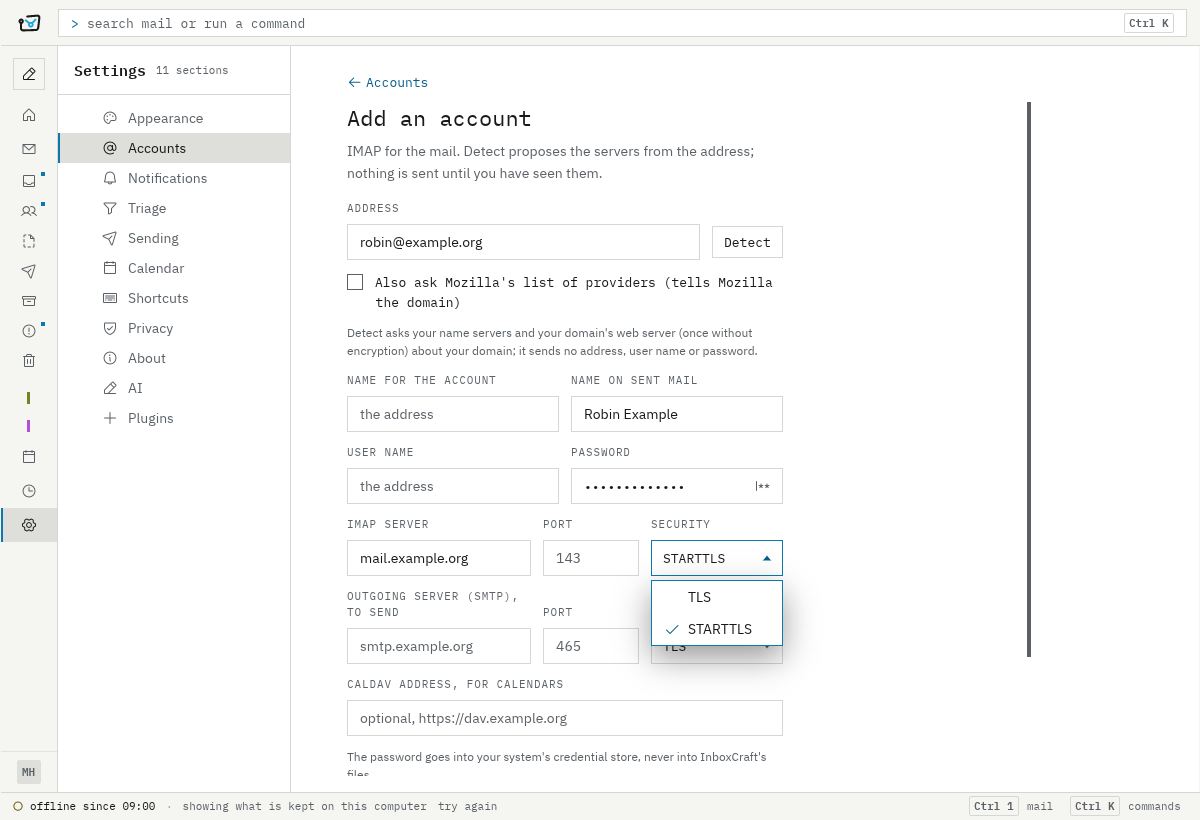 > search mail or run a command
Ctrl K
Settings 11 sections
Appearance
Accounts
Notifications
Triage
Sending
Calendar
Shortcuts
Privacy
About
AI
Plugins
MH
← Accounts
Add an account
IMAP for the mail. Detect proposes the servers from the address;
nothing is sent until you have seen them.
ADDRESS
robin@example.org
Detect
Also ask Mozilla's list of providers (tells Mozilla
the domain)
Detect asks your name servers and your domain's web server (once without
encryption) about your domain; it sends no address, user name or password.
NAME FOR THE ACCOUNT
NAME ON SENT MAIL
the address
Robin Example
USER NAME
PASSWORD
the address
•••••••••••••
IMAP SERVER
PORT
SECURITY
mail.example.org
143
STARTTLS
TLS
STARTTLS
OUTGOING SERVER (SMTP),
TO SEND
PORT
smtp.example.org
465
TLS
CALDAV ADDRESS, FOR CALENDARS
optional, https://dav.example.org
The password goes into your system's credential store, never into InboxCraft's
files.
offline since 09:00 · showing what is kept on this computer try again
Ctrl 1 mail
Ctrl K commands